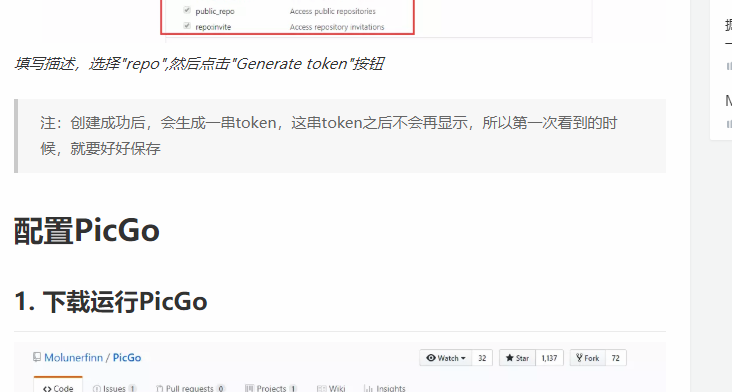 public_repo Access public repositories
repo:invite Access repository invitations
填写描述，选择"repo",然后点击"Generate token"按钮
注：创建成功后，会生成一串token，这串token之后不会再显示，所以第一次看到的时
候，就要好好保存
配置PicGo
1. 下载运行PicGo
Molunerfinn / PicGo Watch 32 Star 1,137 Fork 72
Code Issues 1 Pull requests 0 Projects 1 Wiki Insights